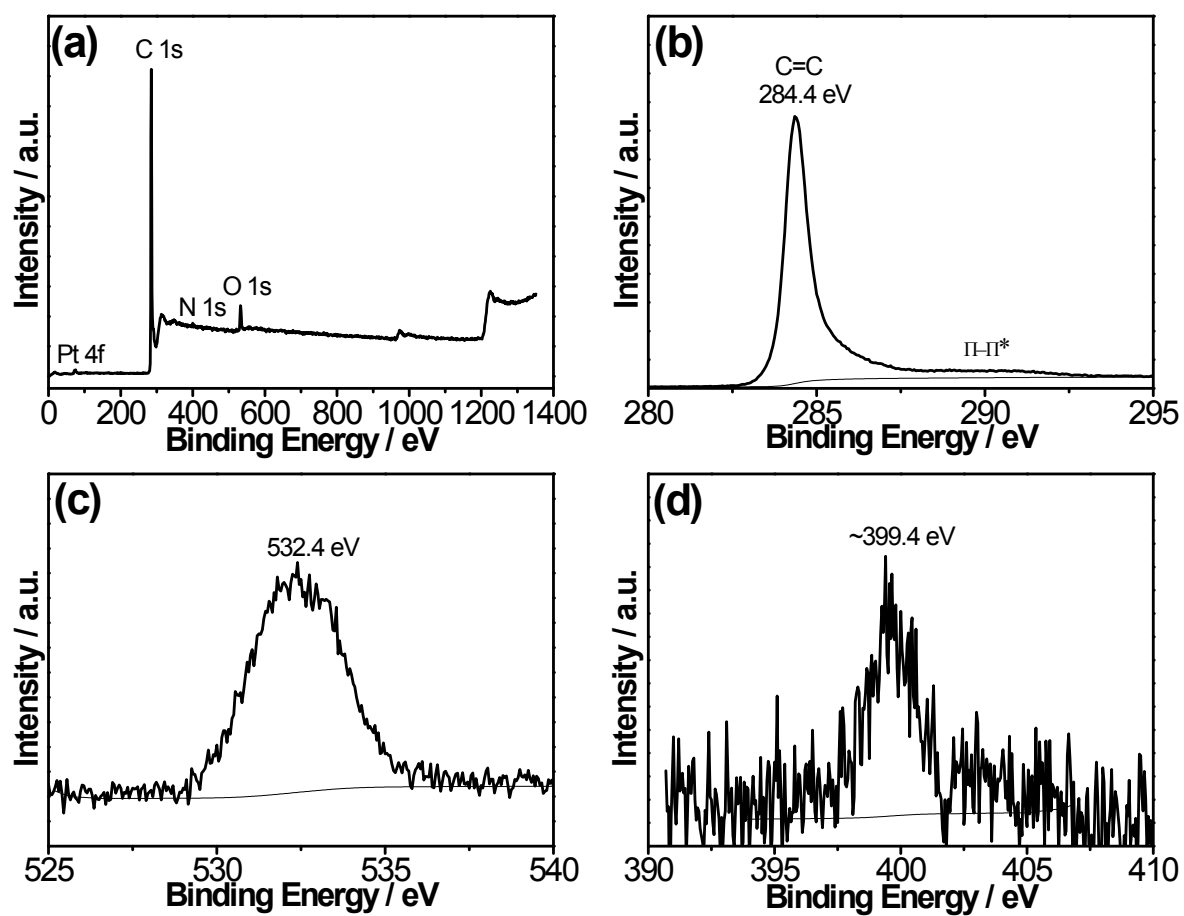 (a)
C 1s
N 1s
O 1s
Pt 4f
Intensity / a.u.
0 200 400 600 800 1000 1200 1400
Binding Energy / eV
(b)
C=C
284.4 eV
Π-Π*
Intensity / a.u.
280 285 290 295
Binding Energy / eV
(c)
532.4 eV
Intensity / a.u.
525 530 535 540
Binding Energy / eV
(d)
~399.4 eV
Intensity / a.u.
390 395 400 405 410
Binding Energy / eV